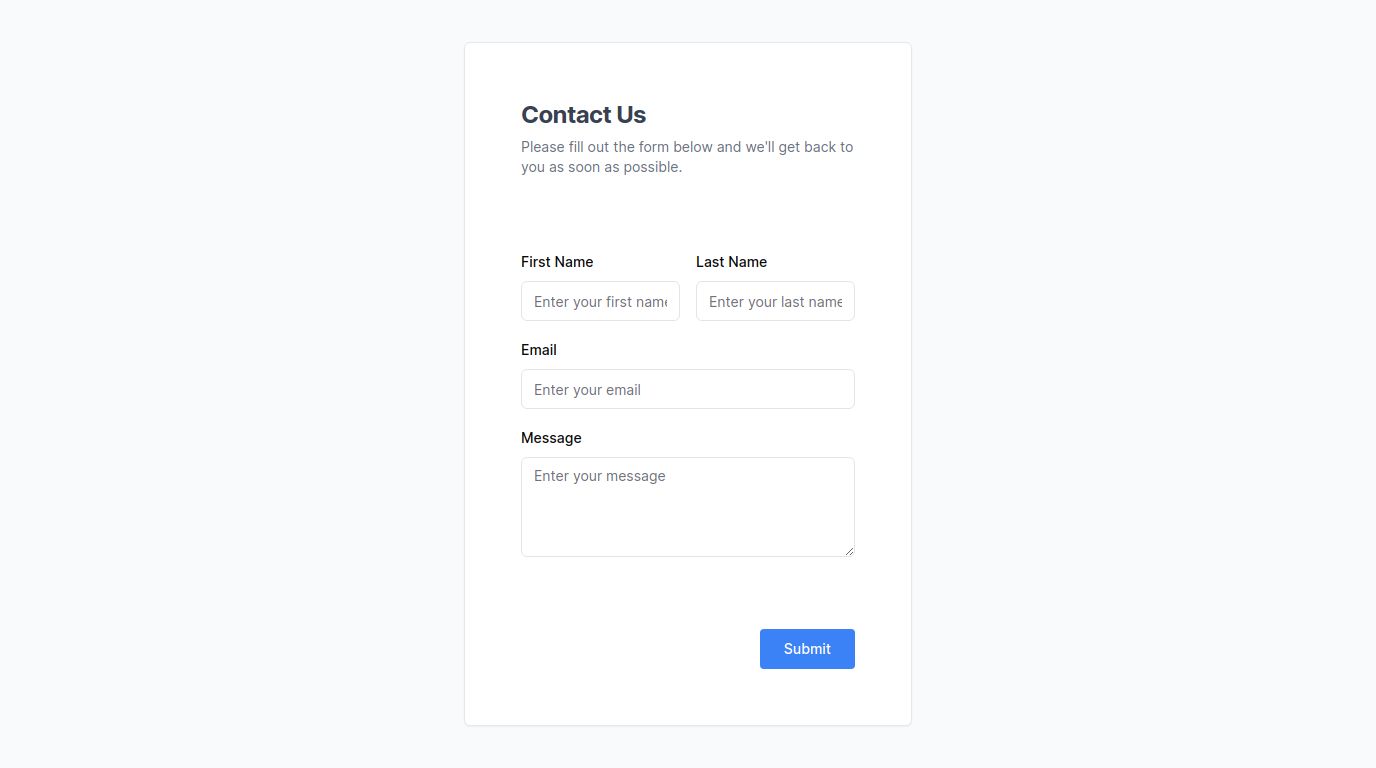 Contact Us
Please fill out the form below and we'll get back to
you as soon as possible.
First Name
Last Name
Enter your first name
Enter your last name
Email
Enter your email
Message
Enter your message
Submit